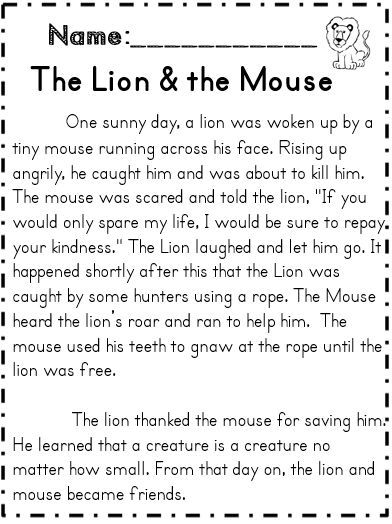 Name:____________
The Lion & the Mouse
One sunny day, a lion was woken up by a
tiny mouse running across his face. Rising up
angrily, he caught him and was about to kill him.
The mouse was scared and told the lion, "If you
would only spare my life, I would be sure to repay
your kindness." The Lion laughed and let him go. It
happened shortly after this that the Lion was
caught by some hunters using a rope. The Mouse
heard the lion's roar and ran to help him. The
mouse used his teeth to gnaw at the rope until the
lion was free.
The lion thanked the mouse for saving him.
He learned that a creature is a creature no
matter how small. From that day on, the lion and
mouse became friends.